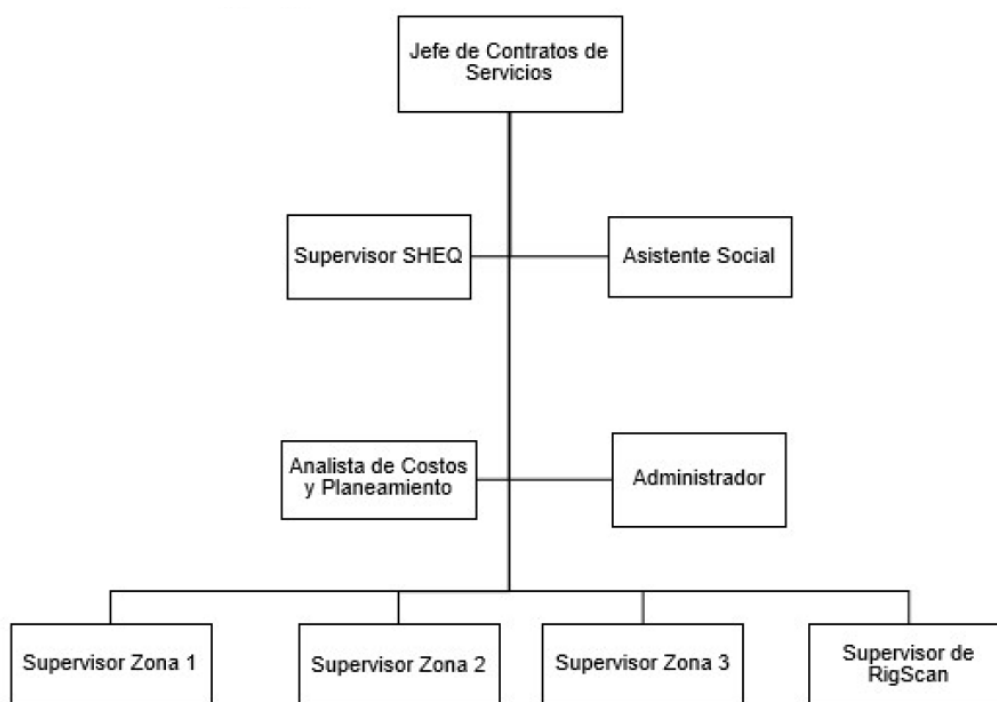 Jefe de Contratos de
Servicios
Supervisor SHEQ
Asistente Social
Analista de Costos
y Planeamiento
Administrador
Supervisor Zona 1
Supervisor Zona 2
Supervisor Zona 3
Supervisor de
RigScan